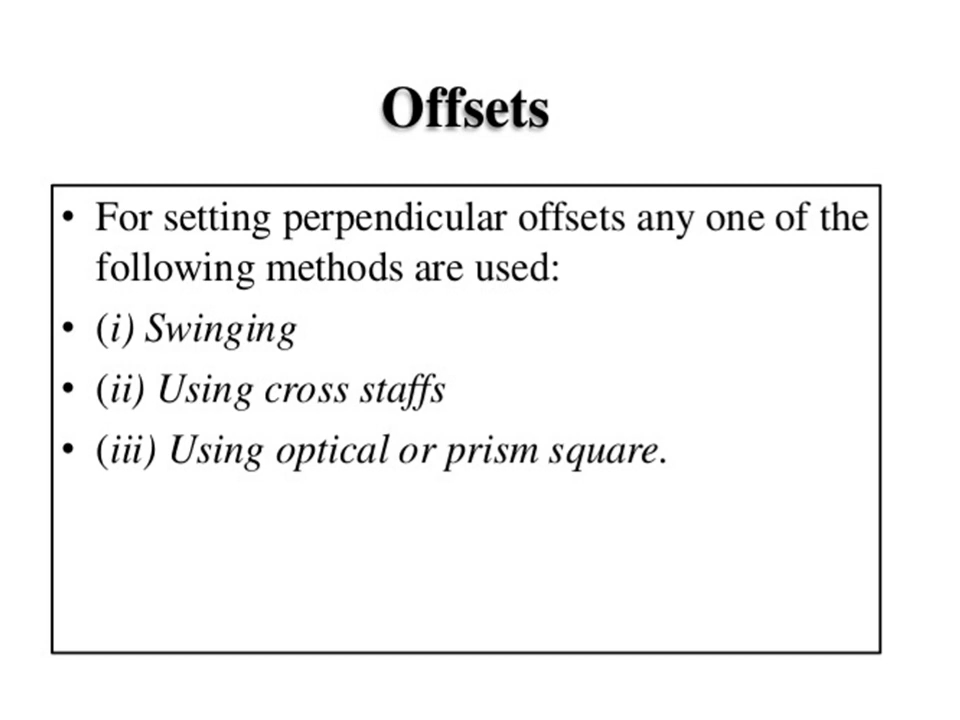 Offsets
• For setting perpendicular offsets any one of the
following methods are used:
• (i) Swinging
• (ii) Using cross staffs
• (iii) Using optical or prism square.